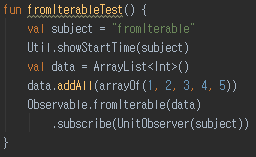 fun fromIterableTest() {
    val subject = "fromIterable"
    Util.showStartTime(subject)
    val data = ArrayList<Int>()
    data.addAll(arrayOf(1, 2, 3, 4, 5))
    Observable.fromIterable(data)
        .subscribe(UnitObserver(subject))
}